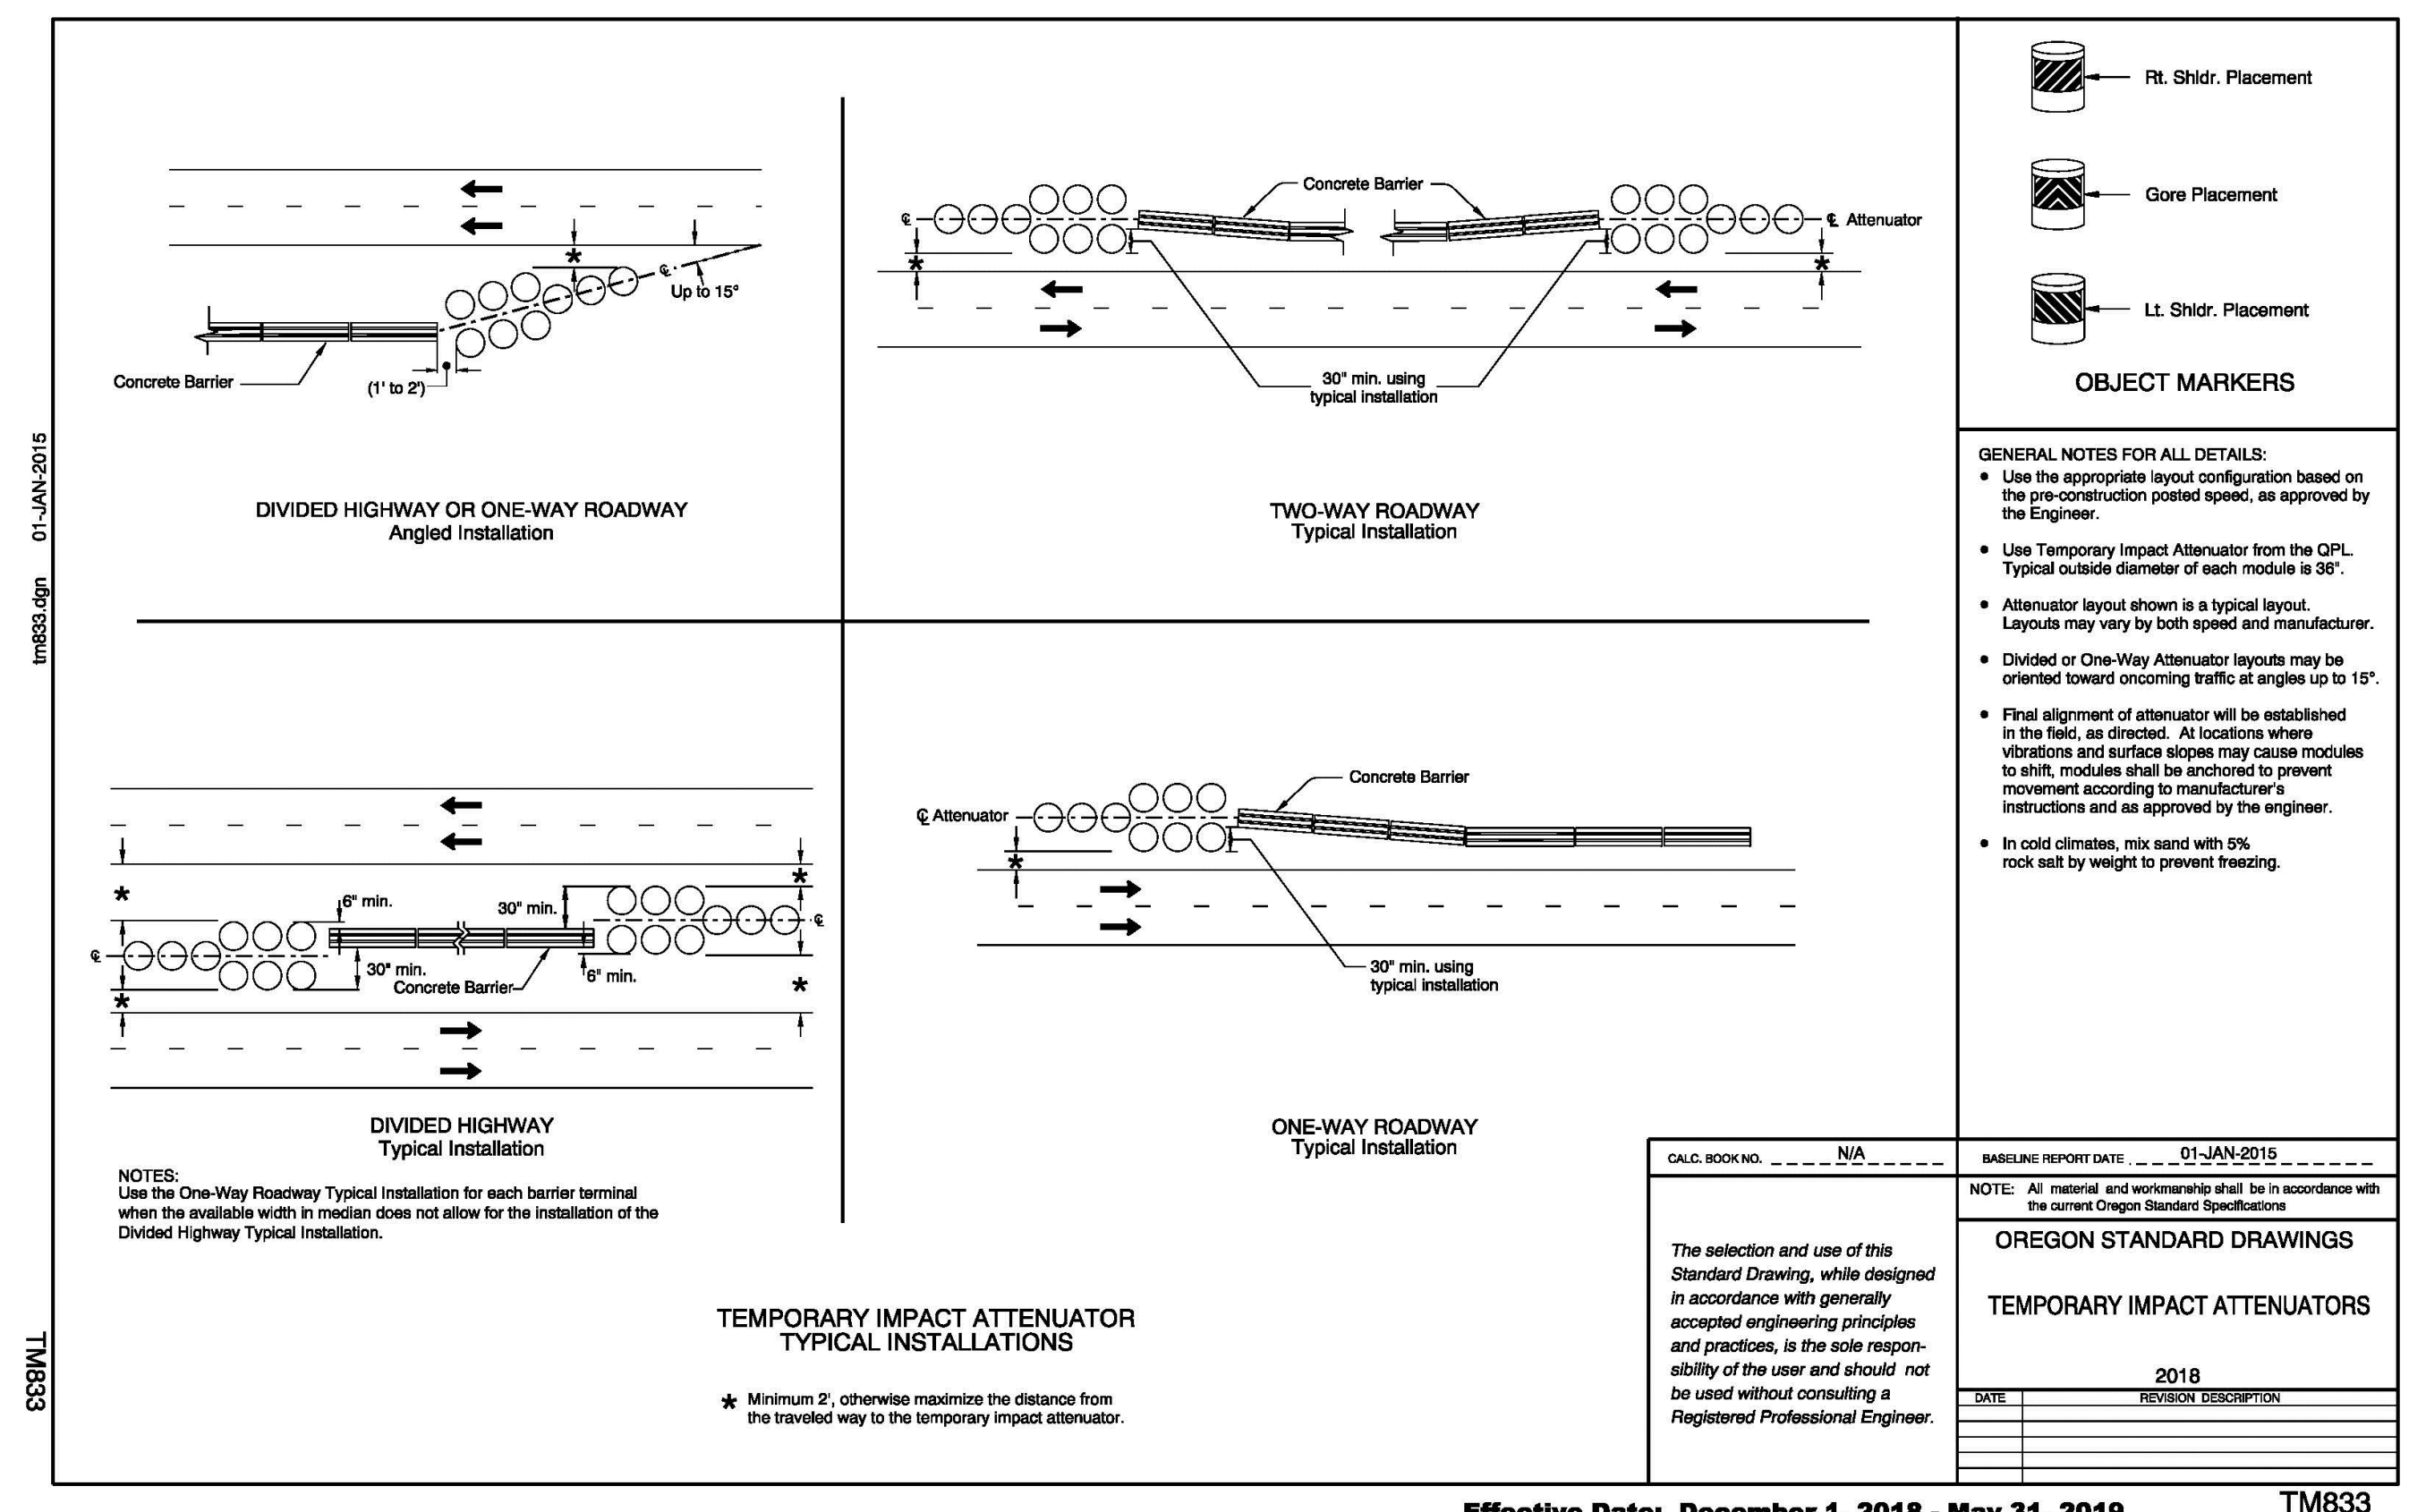 Rt. Shldr. Placement
Gore Placement
Lt. Shldr. Placement
OBJECT MARKERS
℄
Up to 15°
*
Concrete Barrier
(1' to 2')
DIVIDED HIGHWAY OR ONE-WAY ROADWAY
Angled Installation
Concrete Barrier
℄
℄ Attenuator
*
*
30" min. using
typical installation
TWO-WAY ROADWAY
Typical Installation
GENERAL NOTES FOR ALL DETAILS:
• Use the appropriate layout configuration based on
the pre-construction posted speed, as approved by
the Engineer.
• Use Temporary Impact Attenuator from the QPL.
Typical outside diameter of each module is 36".
• Attenuator layout shown is a typical layout.
Layouts may vary by both speed and manufacturer.
• Divided or One-Way Attenuator layouts may be
oriented toward oncoming traffic at angles up to 15°.
• Final alignment of attenuator will be established
in the field, as directed. At locations where
vibrations and surface slopes may cause modules
to shift, modules shall be anchored to prevent
movement according to manufacturer's
instructions and as approved by the engineer.
• In cold climates, mix sand with 5%
rock salt by weight to prevent freezing.
*
*
6" min.
30" min.
℄
℄
30" min.
6" min.
Concrete Barrier
*
*
DIVIDED HIGHWAY
Typical Installation
NOTES:
Use the One-Way Roadway Typical Installation for each barrier terminal
when the available width in median does not allow for the installation of the
Divided Highway Typical Installation.
Concrete Barrier
℄ Attenuator
*
30" min. using
typical installation
ONE-WAY ROADWAY
Typical Installation
TEMPORARY IMPACT ATTENUATOR
TYPICAL INSTALLATIONS
* Minimum 2', otherwise maximize the distance from
the traveled way to the temporary impact attenuator.
CALC. BOOK NO. N/A
BASELINE REPORT DATE 01-JAN-2015
NOTE: All material and workmanship shall be in accordance with
the current Oregon Standard Specifications
The selection and use of this
Standard Drawing, while designed
in accordance with generally
accepted engineering principles
and practices, is the sole respon-
sibility of the user and should not
be used without consulting a
Registered Professional Engineer.
OREGON STANDARD DRAWINGS
TEMPORARY IMPACT ATTENUATORS
2018
DATE REVISION DESCRIPTION
tm833.dgn 01-JAN-2015
TM833
Effective Date: December 1, 2018 - May 31, 2019
TM833